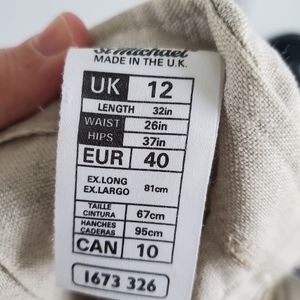 St Michael
MADE IN THE U.K.
UK 12
LENGTH 32in
WAIST 26in
HIPS 37in
EUR 40
EX.LONG
EX.LARGO 81cm
TAILLE
CINTURA 67cm
HANCHES
CADERAS 95cm
CAN 10
1673 326